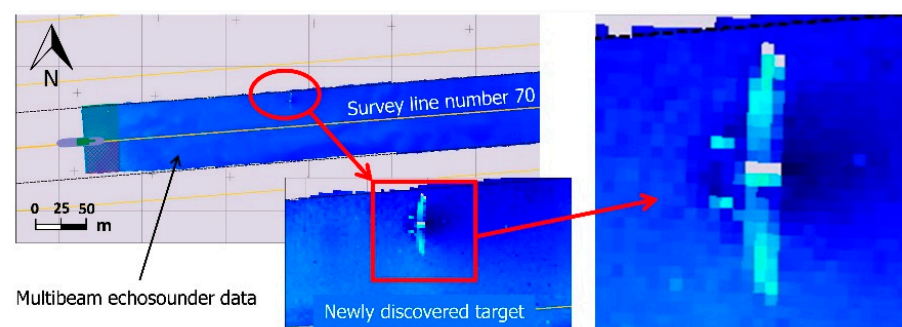 N
Survey line number 70
0 25 50
m
Multibeam echosounder data
Newly discovered target